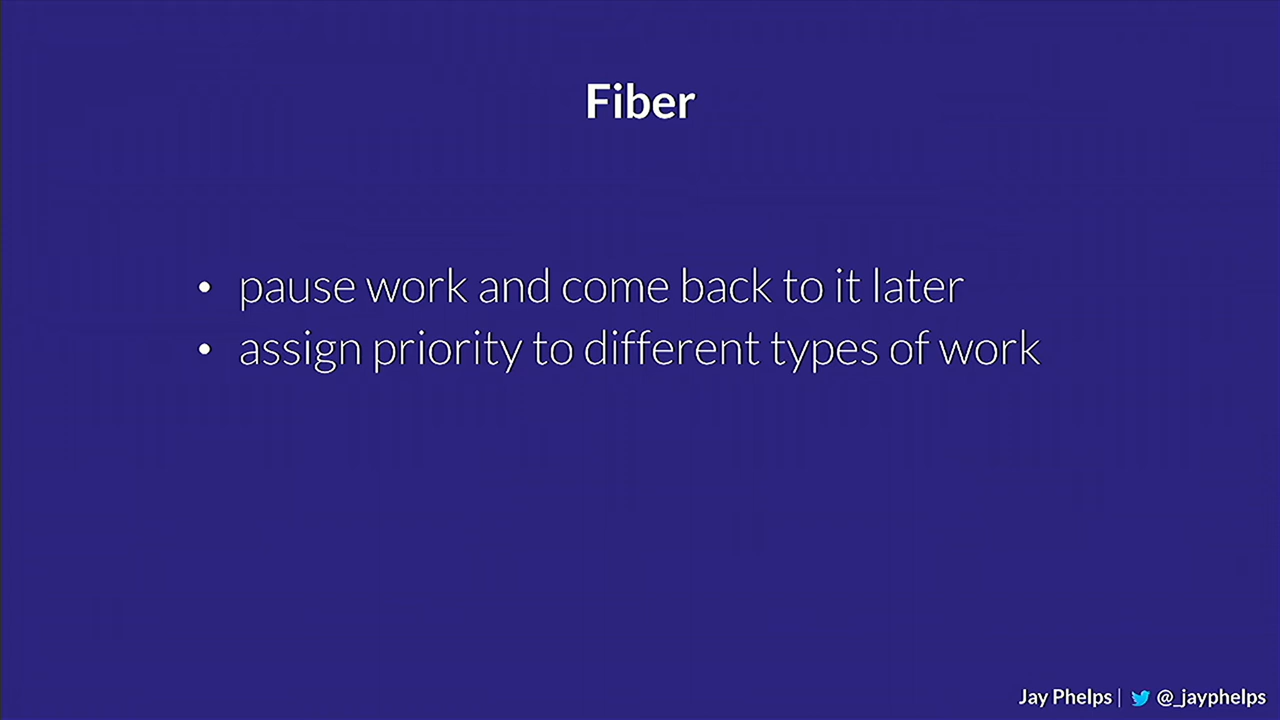 Fiber
• pause work and come back to it later
• assign priority to different types of work
Jay Phelps | @_jayphelps